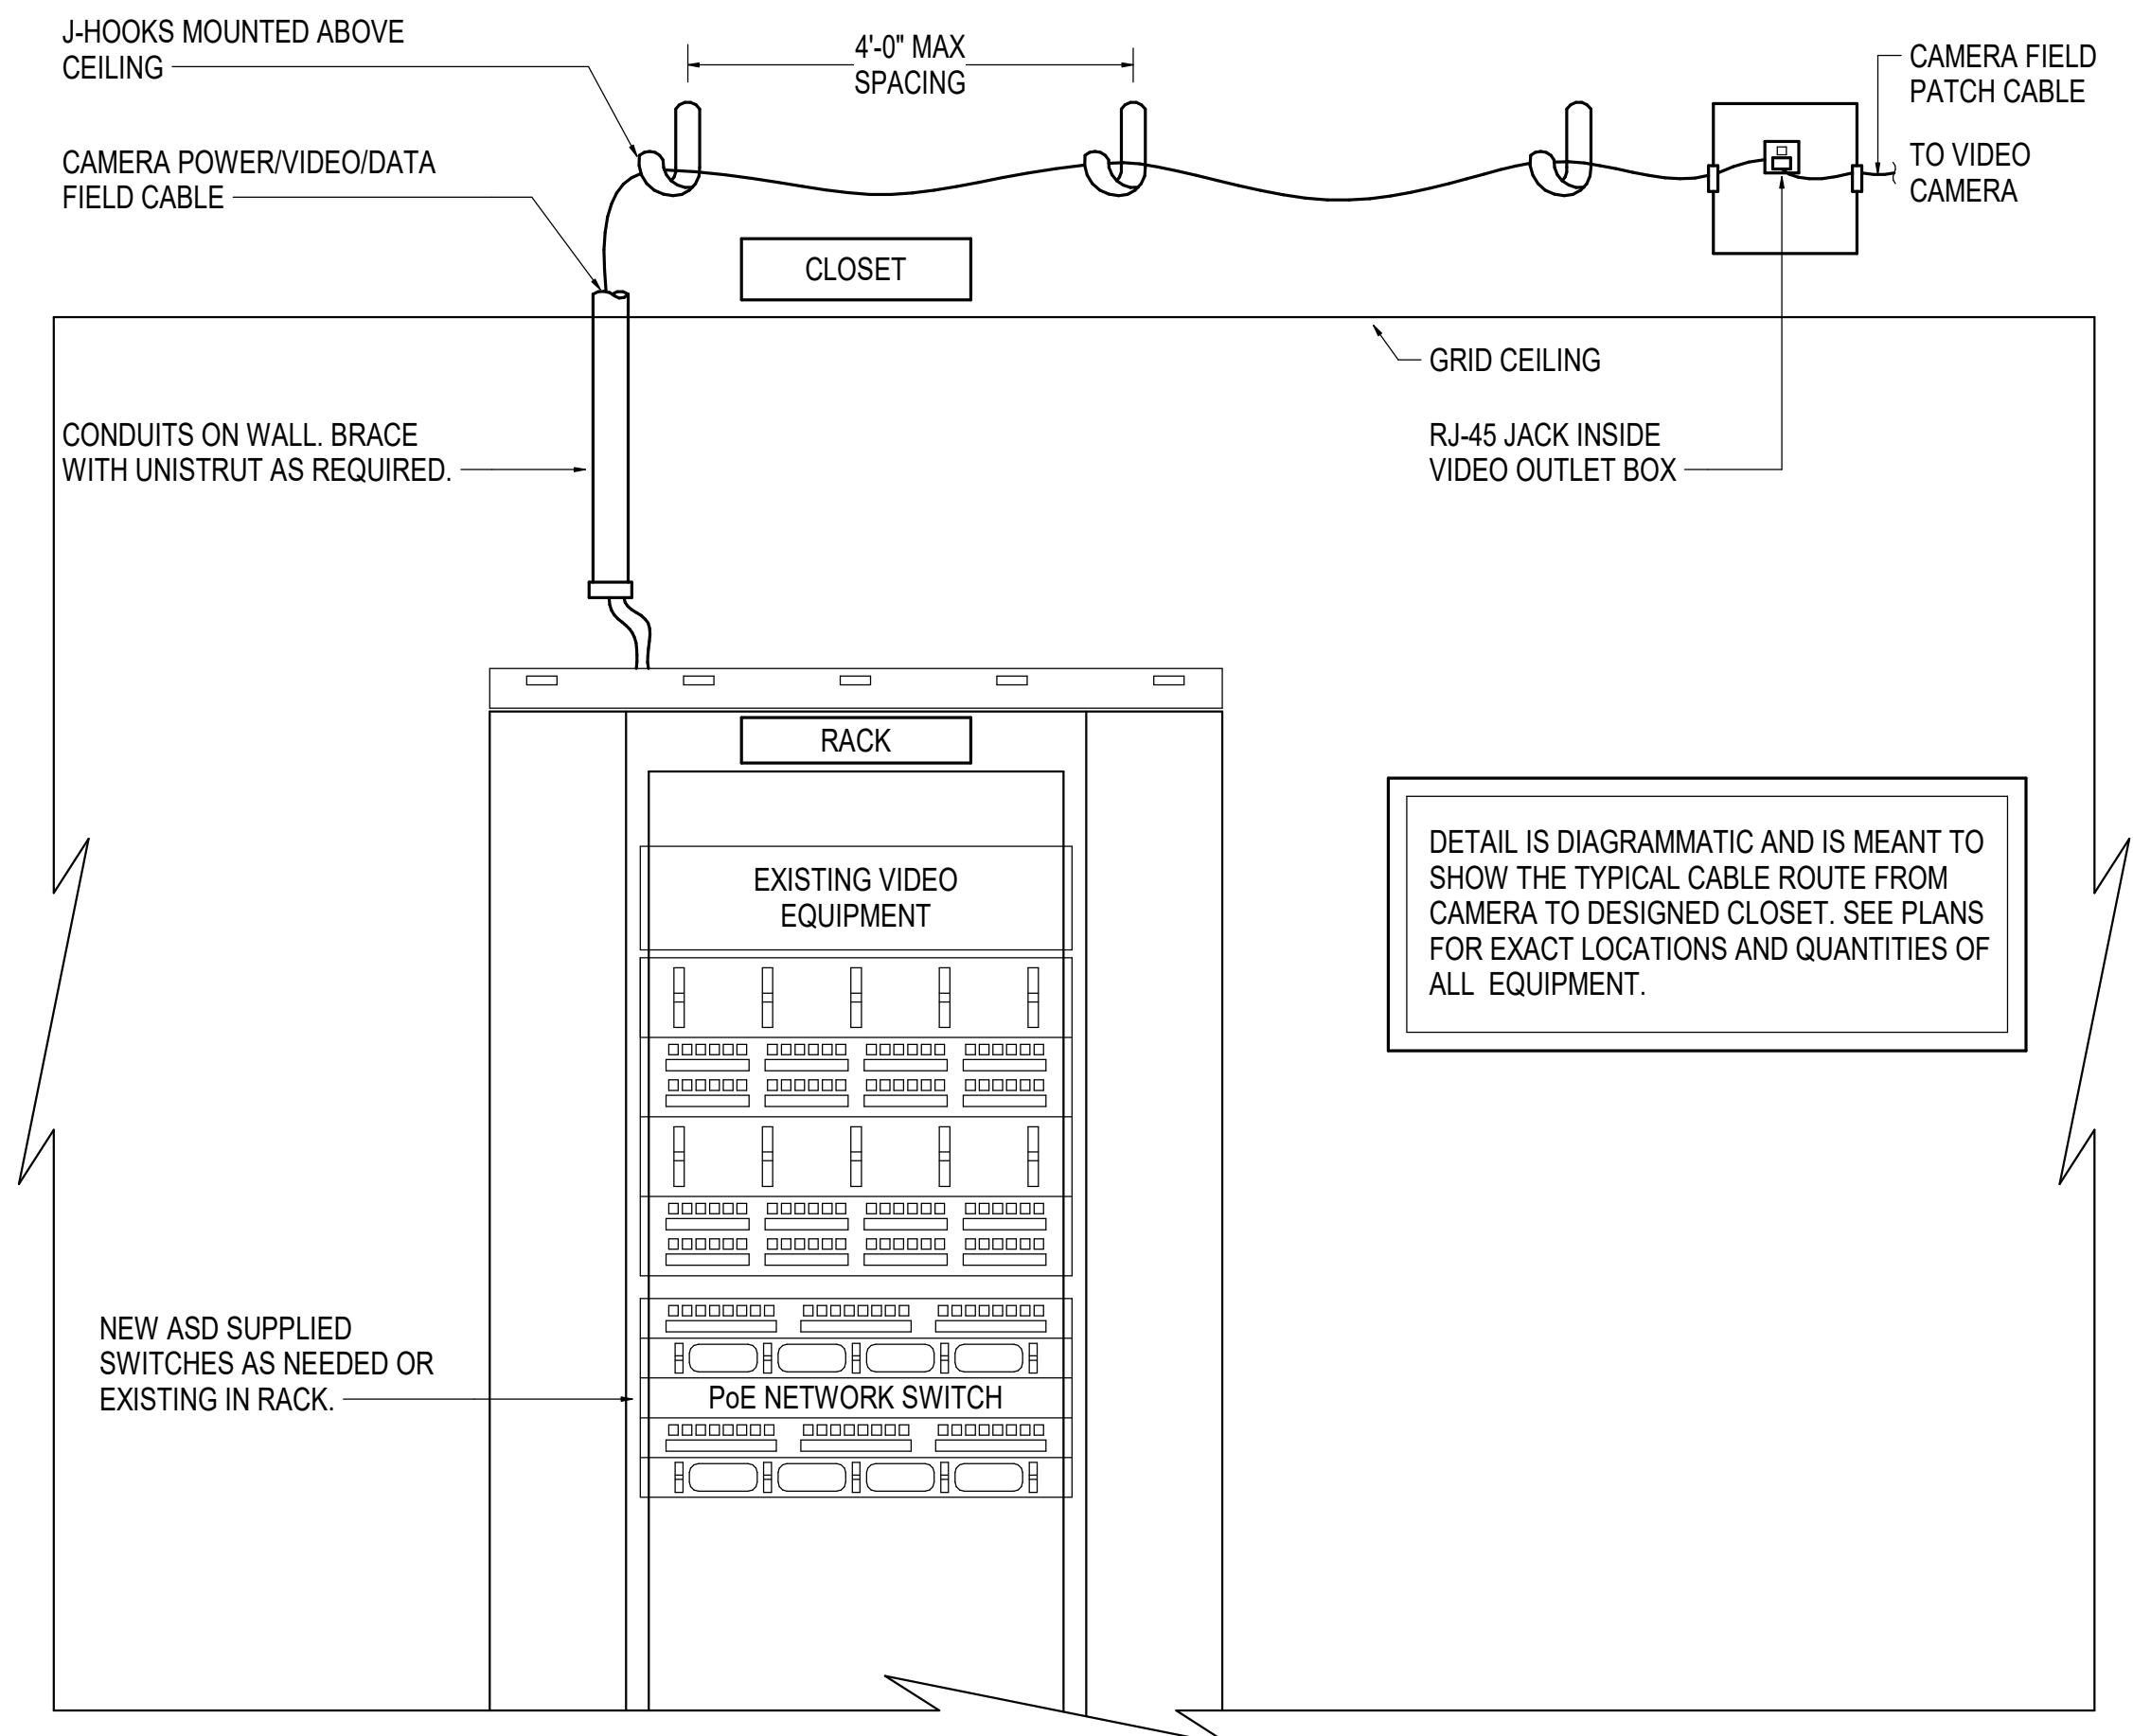 J-HOOKS MOUNTED ABOVE
CEILING
4'-0" MAX
SPACING
CAMERA FIELD
PATCH CABLE
CAMERA POWER/VIDEO/DATA
FIELD CABLE
TO VIDEO
CAMERA
CLOSET
GRID CEILING
CONDUITS ON WALL. BRACE
WITH UNISTRUT AS REQUIRED.
RJ-45 JACK INSIDE
VIDEO OUTLET BOX
RACK
EXISTING VIDEO
EQUIPMENT
DETAIL IS DIAGRAMMATIC AND IS MEANT TO
SHOW THE TYPICAL CABLE ROUTE FROM
CAMERA TO DESIGNED CLOSET. SEE PLANS
FOR EXACT LOCATIONS AND QUANTITIES OF
ALL  EQUIPMENT.
NEW ASD SUPPLIED
SWITCHES AS NEEDED OR
EXISTING IN RACK.
PoE NETWORK SWITCH